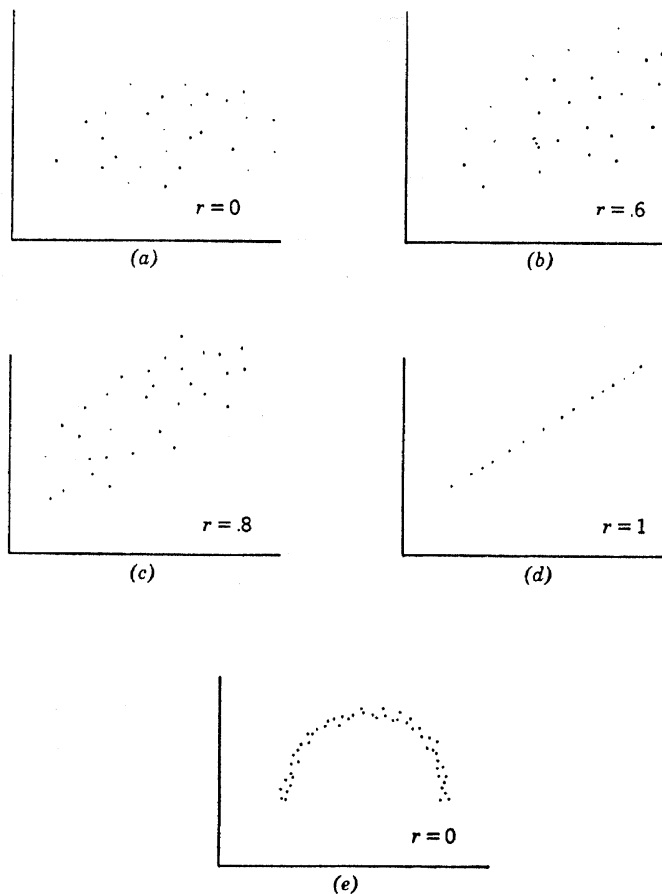 r = 0
(a)
r = .6
(b)
r = .8
(c)
r = 1
(d)
r = 0
(e)